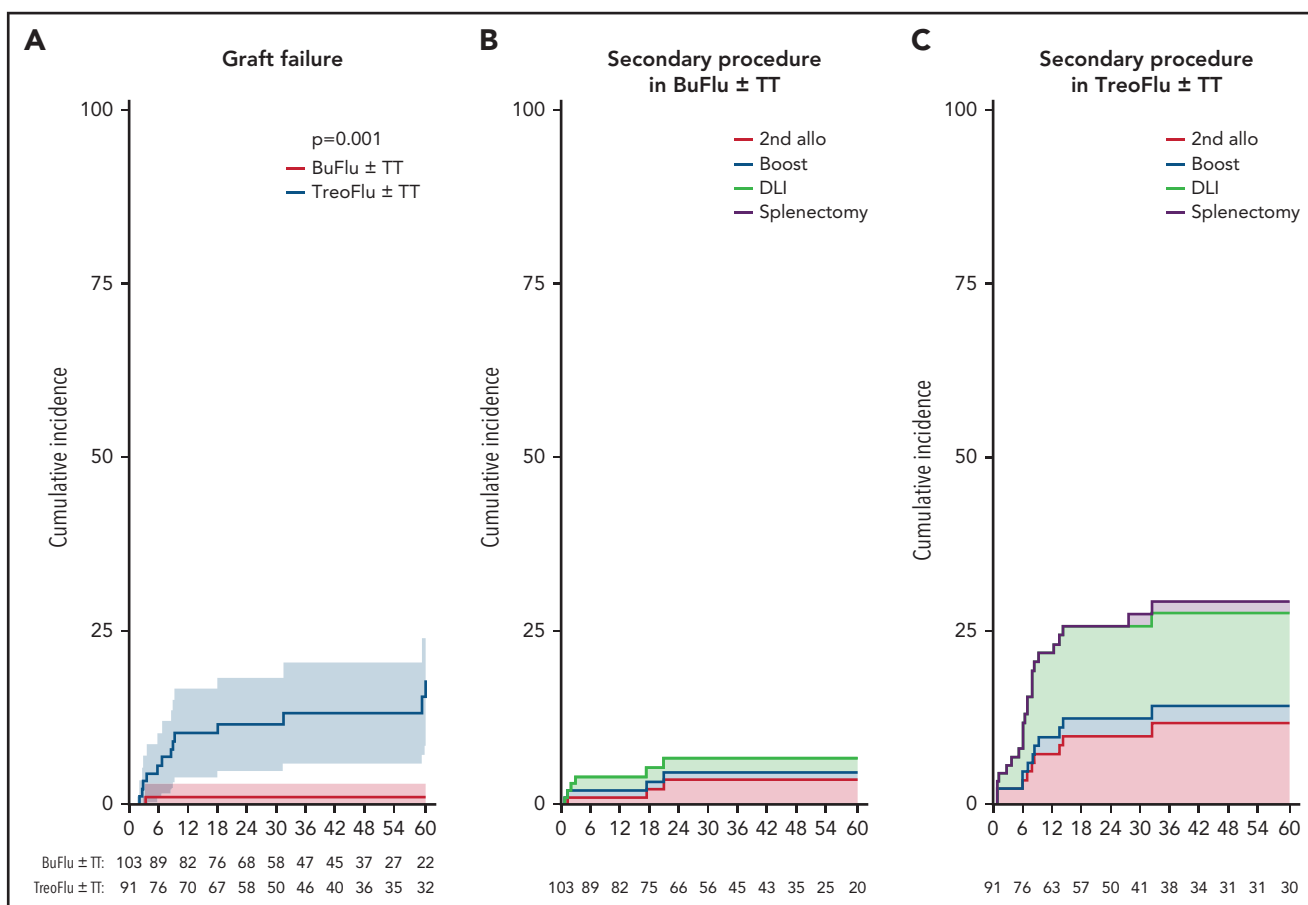 A
Graft failure
100
75
50
25
0
Cumulative incidence
p=0.001
BuFlu ± TT
TreoFlu ± TT
0 6 12 18 24 30 36 42 48 54 60
BuFlu ± TT: 103 89 82 76 68 58 47 45 37 27 22
TreoFlu ± TT: 91 76 70 67 58 50 46 40 36 35 32
B
Secondary procedure
in BuFlu ± TT
100
75
50
25
0
Cumulative incidence
2nd allo
Boost
DLI
Splenectomy
0 6 12 18 24 30 36 42 48 54 60
103 89 82 75 66 56 45 43 35 25 20
C
Secondary procedure
in TreoFlu ± TT
100
75
50
25
0
Cumulative incidence
2nd allo
Boost
DLI
Splenectomy
0 6 12 18 24 30 36 42 48 54 60
91 76 63 57 50 41 38 34 31 31 30